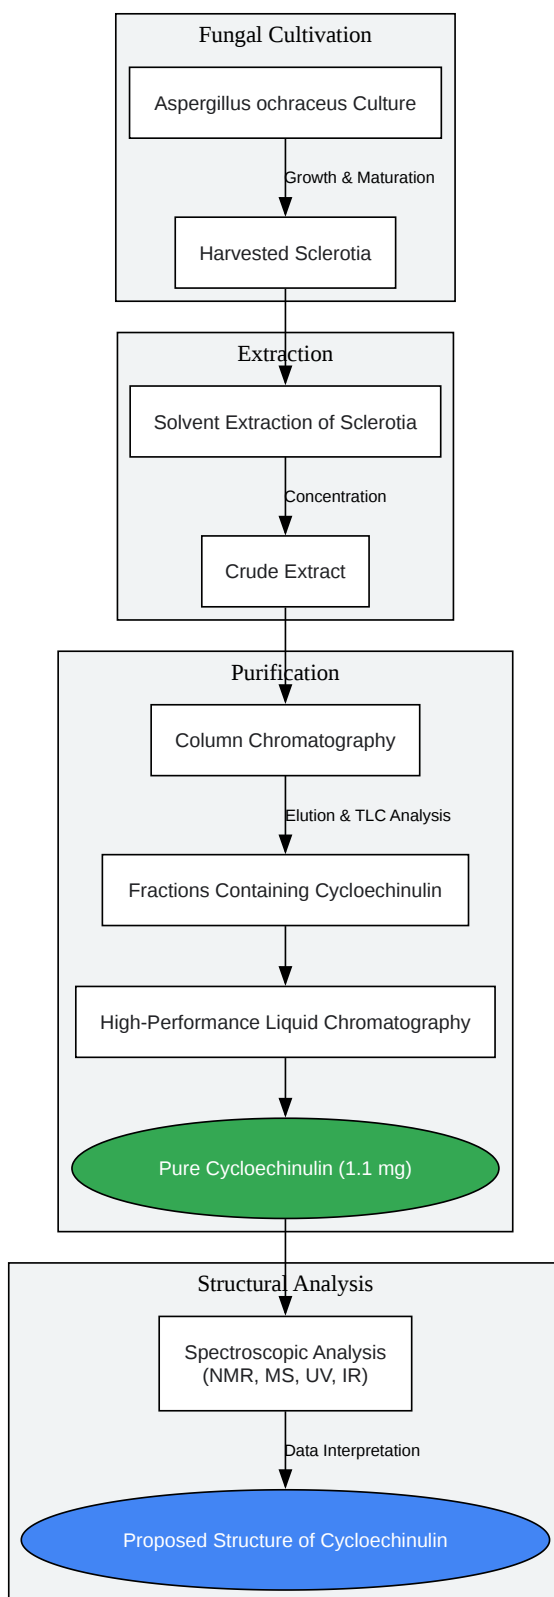 Fungal Cultivation
Aspergillus ochraceus Culture
Growth & Maturation
Harvested Sclerotia
Extraction
Solvent Extraction of Sclerotia
Concentration
Crude Extract
Purification
Column Chromatography
Elution & TLC Analysis
Fractions Containing Cycloechinulin
High-Performance Liquid Chromatography
Pure Cycloechinulin (1.1 mg)
Structural Analysis
Spectroscopic Analysis
(NMR, MS, UV, IR)
Data Interpretation
Proposed Structure of Cycloechinulin